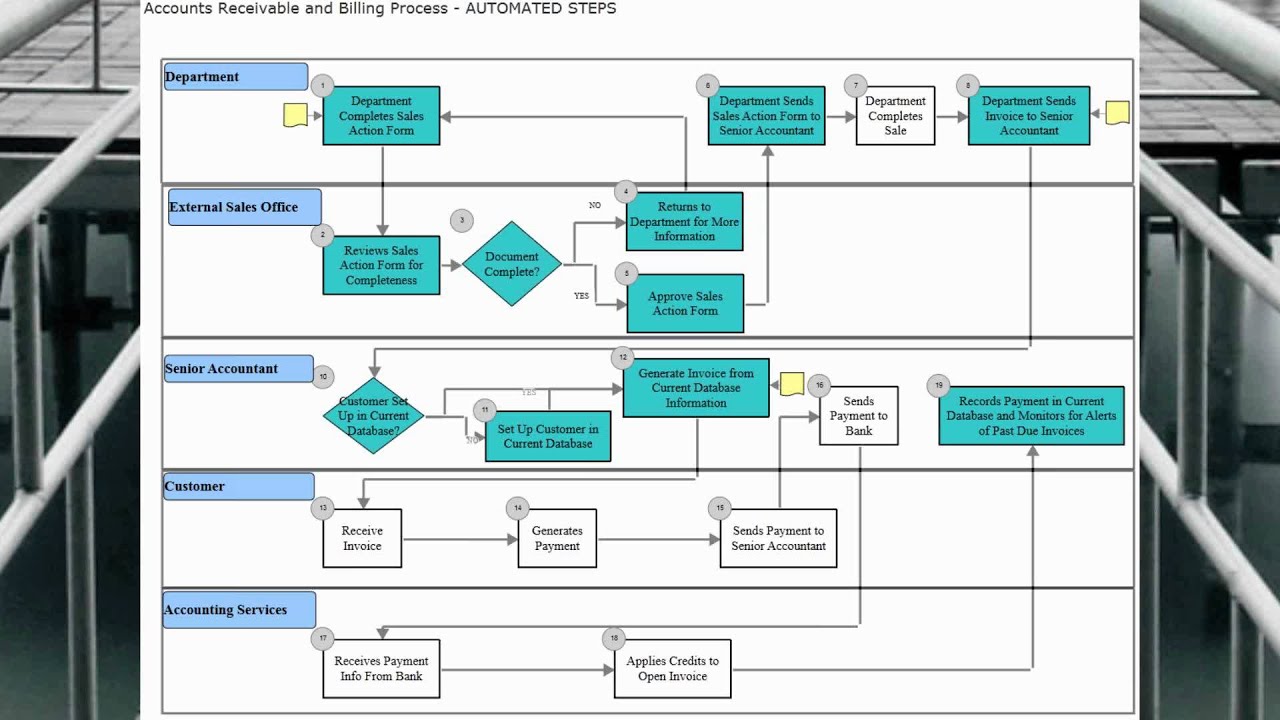 Accounts Receivable and Billing Process - AUTOMATED STEPS
Department
1
Department
Completes Sales
Action Form
6
Department Sends
Sales Action Form to
Senior Accountant
7
Department
Completes
Sale
8
Department Sends
Invoice to Senior
Accountant
External Sales Office
2
Reviews Sales
Action Form for
Completeness
3
Document
Complete?
NO
4
Returns to
Department for More
Information
YES
5
Approve Sales
Action Form
Senior Accountant
10
Customer Set
Up in Current
Database?
YES
NO
11
Set Up Customer in
Current Database
12
Generate Invoice from
Current Database
Information
16
Sends
Payment to
Bank
19
Records Payment in Current
Database and Monitors for Alerts
of Past Due Invoices
Customer
13
Receive
Invoice
14
Generates
Payment
15
Sends Payment to
Senior Accountant
Accounting Services
17
Receives Payment
Info From Bank
18
Applies Credits to
Open Invoice